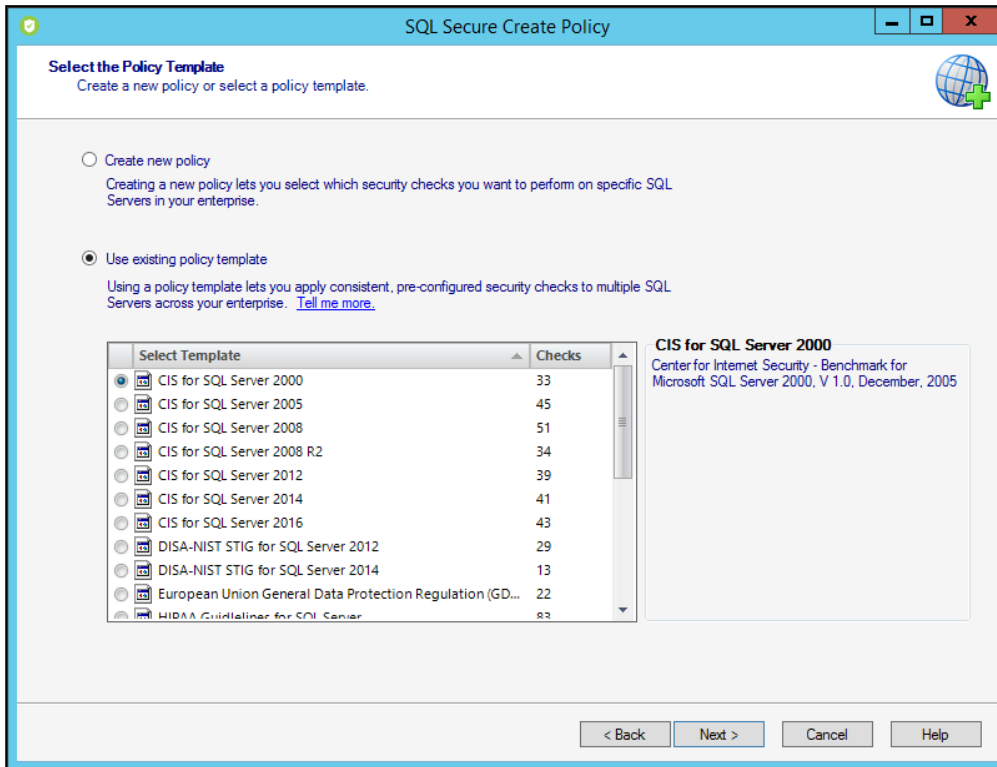 SQL Secure Create Policy
Select the Policy Template
Create a new policy or select a policy template.
Create new policy
Creating a new policy lets you select which security checks you want to perform on specific SQL
Servers in your enterprise.
Use existing policy template
Using a policy template lets you apply consistent, pre-configured security checks to multiple SQL
Servers across your enterprise. Tell me more.
Select Template Checks
CIS for SQL Server 2000 33
CIS for SQL Server 2005 45
CIS for SQL Server 2008 51
CIS for SQL Server 2008 R2 34
CIS for SQL Server 2012 39
CIS for SQL Server 2014 41
CIS for SQL Server 2016 43
DISA-NIST STIG for SQL Server 2012 29
DISA-NIST STIG for SQL Server 2014 13
European Union General Data Protection Regulation (GD... 22
HIPAA Guidlelines for SQL Server 83
CIS for SQL Server 2000
Center for Internet Security - Benchmark for
Microsoft SQL Server 2000, V 1.0, December, 2005
< Back Next > Cancel Help